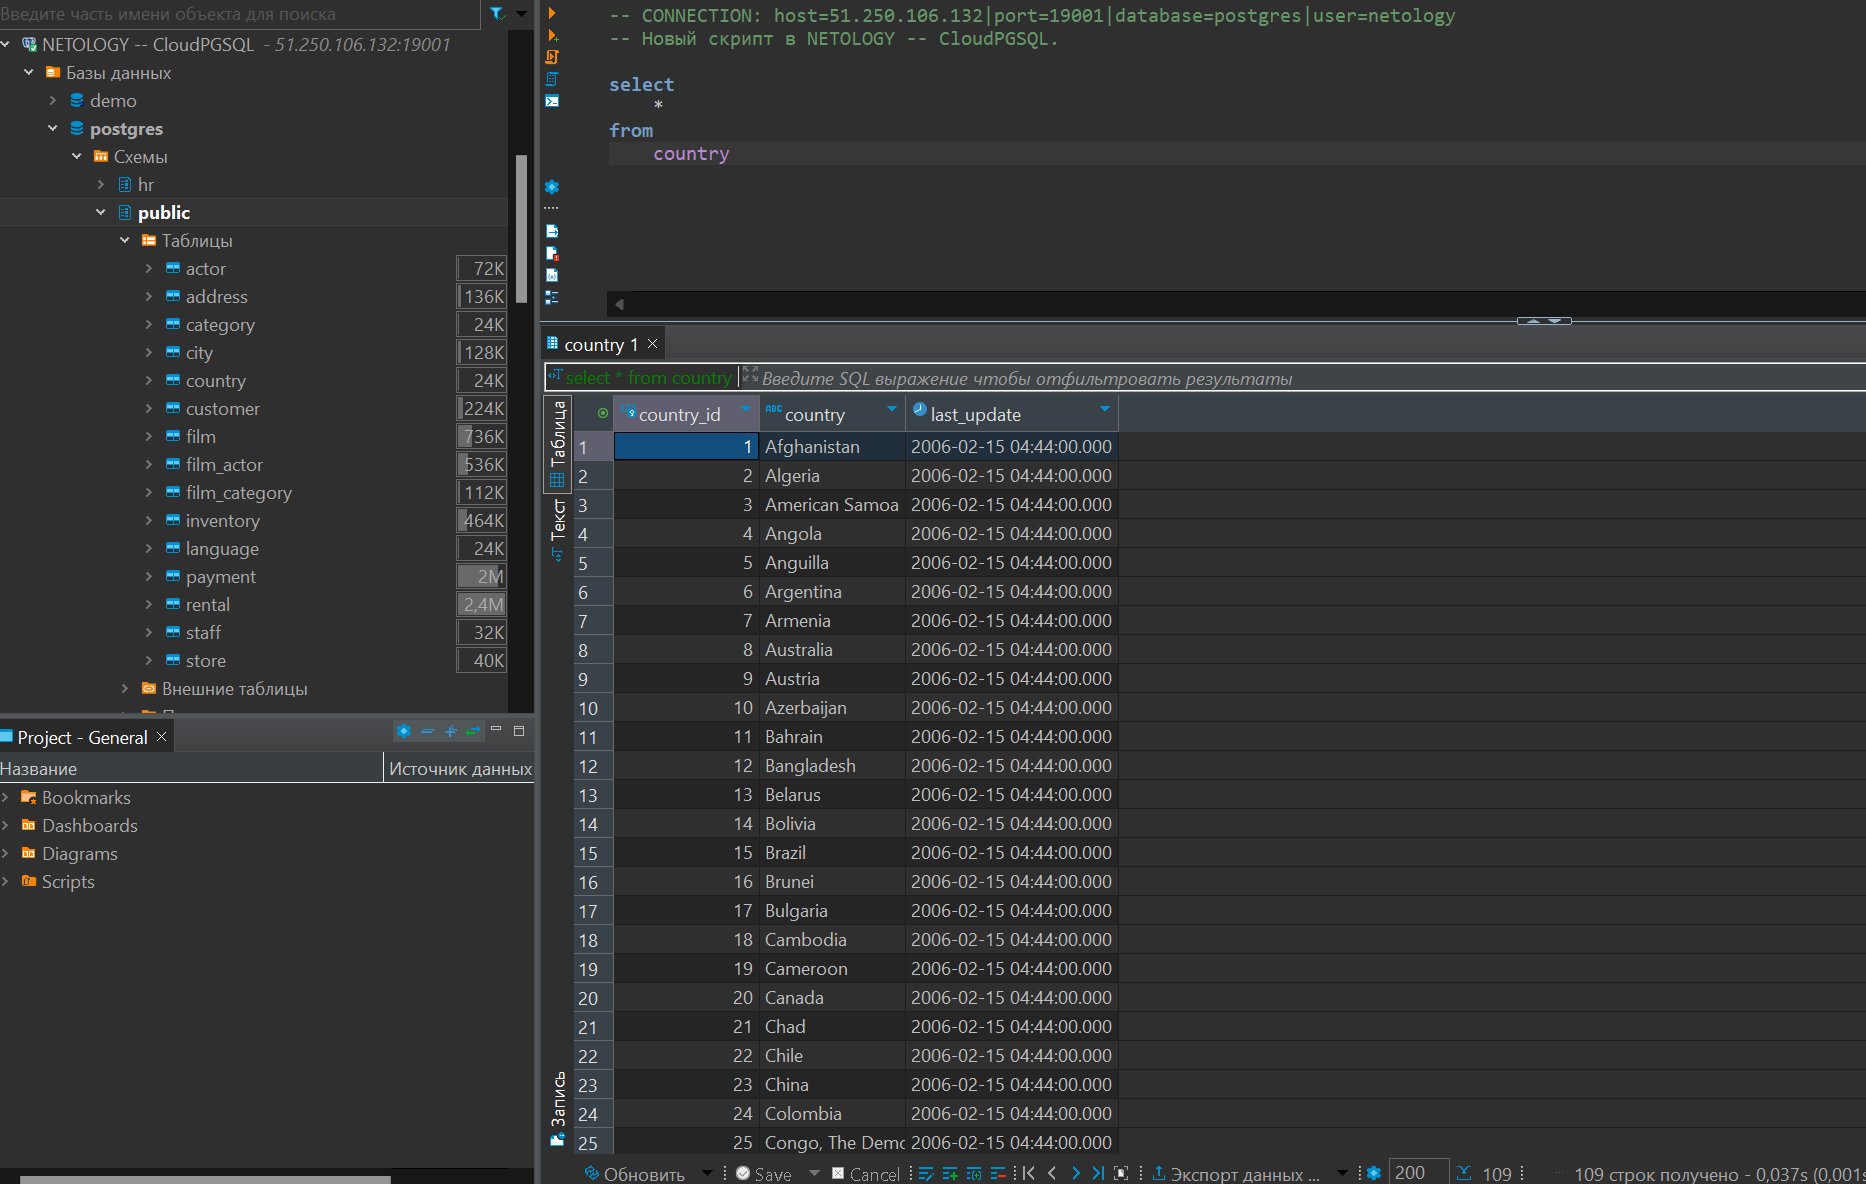 Введите часть имени объекта для поиска
NETOLOGY -- CloudPGSQL - 51.250.106.132:19001
Базы данных
demo
postgres
Схемы
hr
public
Таблицы
actor 72K
address 136K
category 24K
city 128K
country 24K
customer 224K
film 736K
film_actor 536K
film_category 112K
inventory 464K
language 24K
payment 2M
rental 2,4M
staff 32K
store 40K
Внешние таблицы
Project - General
Название Источник данных
Bookmarks
Dashboards
Diagrams
Scripts
-- CONNECTION: host=51.250.106.132|port=19001|database=postgres|user=netology
-- Новый скрипт в NETOLOGY -- CloudPGSQL.
select
*
from
country
country 1
select * from country Введите SQL выражение чтобы отфильтровать результаты
Таблица
Текст
Запись
country_id country last_update
1 1 Afghanistan 2006-02-15 04:44:00.000
2 2 Algeria 2006-02-15 04:44:00.000
3 3 American Samoa 2006-02-15 04:44:00.000
4 4 Angola 2006-02-15 04:44:00.000
5 5 Anguilla 2006-02-15 04:44:00.000
6 6 Argentina 2006-02-15 04:44:00.000
7 7 Armenia 2006-02-15 04:44:00.000
8 8 Australia 2006-02-15 04:44:00.000
9 9 Austria 2006-02-15 04:44:00.000
10 10 Azerbaijan 2006-02-15 04:44:00.000
11 11 Bahrain 2006-02-15 04:44:00.000
12 12 Bangladesh 2006-02-15 04:44:00.000
13 13 Belarus 2006-02-15 04:44:00.000
14 14 Bolivia 2006-02-15 04:44:00.000
15 15 Brazil 2006-02-15 04:44:00.000
16 16 Brunei 2006-02-15 04:44:00.000
17 17 Bulgaria 2006-02-15 04:44:00.000
18 18 Cambodia 2006-02-15 04:44:00.000
19 19 Cameroon 2006-02-15 04:44:00.000
20 20 Canada 2006-02-15 04:44:00.000
21 21 Chad 2006-02-15 04:44:00.000
22 22 Chile 2006-02-15 04:44:00.000
23 23 China 2006-02-15 04:44:00.000
24 24 Colombia 2006-02-15 04:44:00.000
25 25 Congo, The Demo 2006-02-15 04:44:00.000
Обновить Save Cancel Экспорт данных ... 200 109 109 строк получено - 0,037s (0,001s